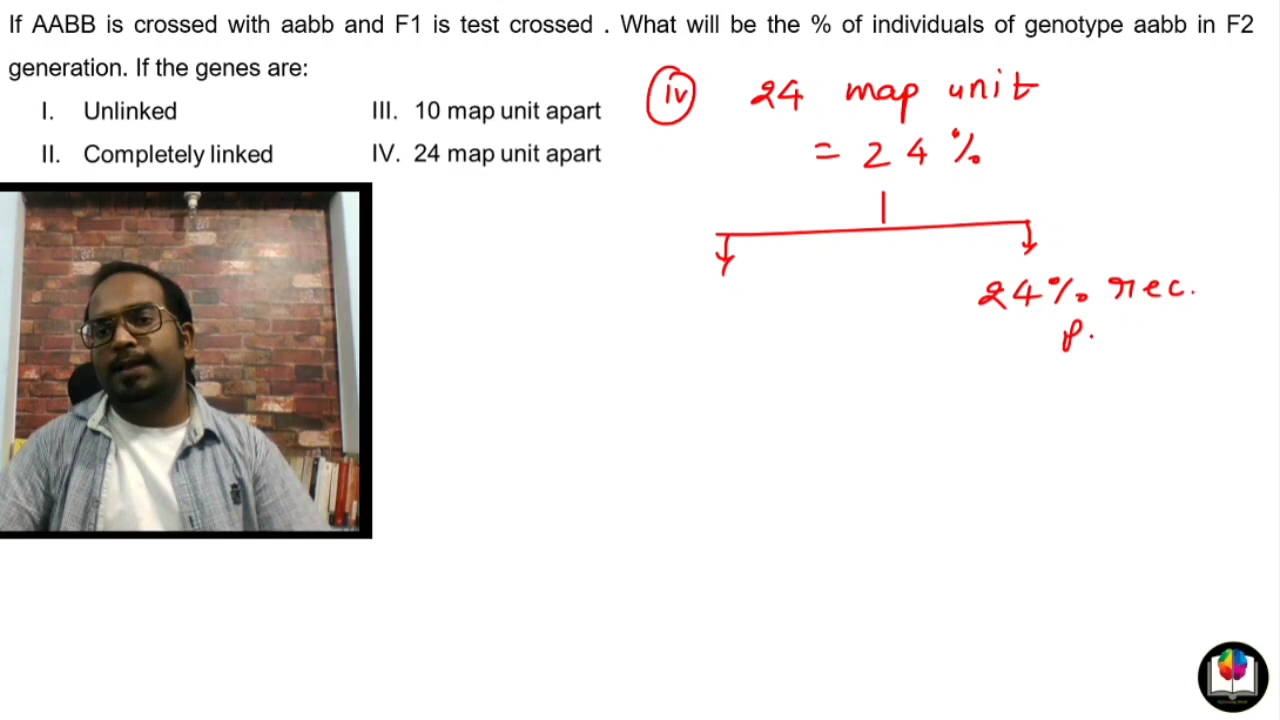 If AABB is crossed with aabb and F1 is test crossed . What will be the % of individuals of genotype aabb in F2
generation. If the genes are:
I. Unlinked
II. Completely linked
III. 10 map unit apart
IV. 24 map unit apart
iv 24 map unit
= 24 %
24% rec.
P.